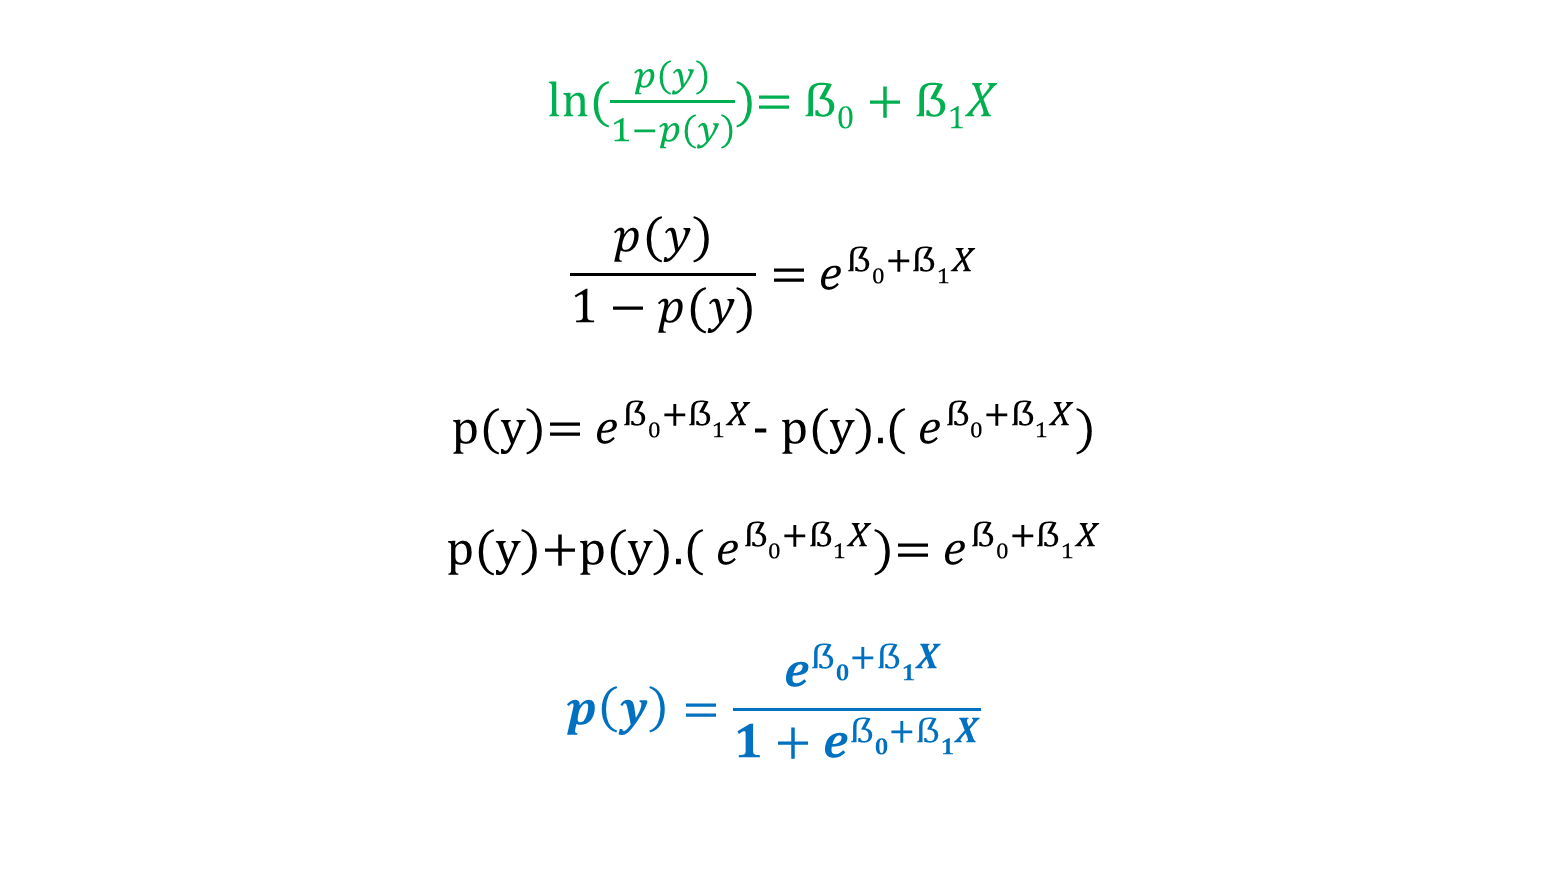 ln(p(y)/1−p(y))= ß₀ + ß₁X
p(y)/1 − p(y) = e^ß₀+ß₁X
p(y)= e^ß₀+ß₁X- p(y).( e^ß₀+ß₁X)
p(y)+p(y).( e^ß₀+ß₁X)= e^ß₀+ß₁X
p(y) = e^ß₀+ß₁X/1 + e^ß₀+ß₁X